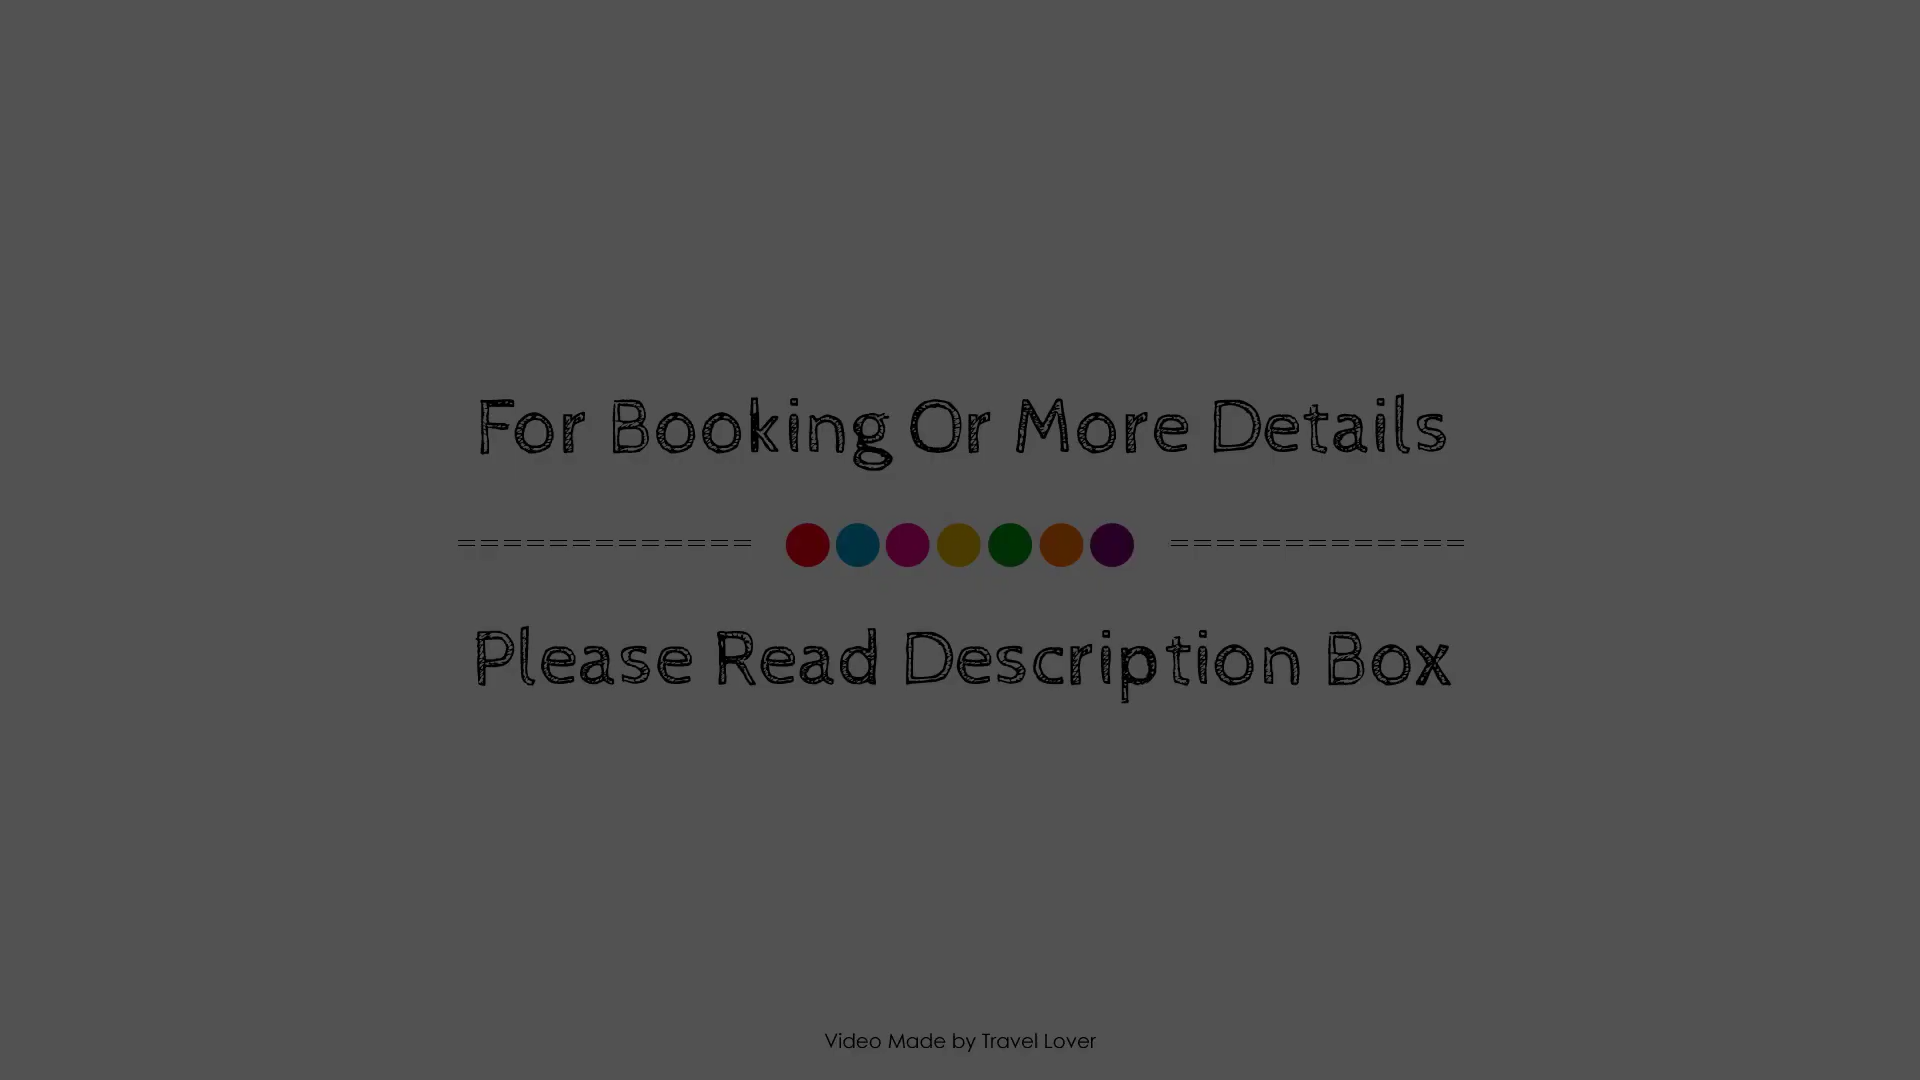 For Booking Or More Details
============= =============
Please Read Description Box
Video Made by Travel Lover